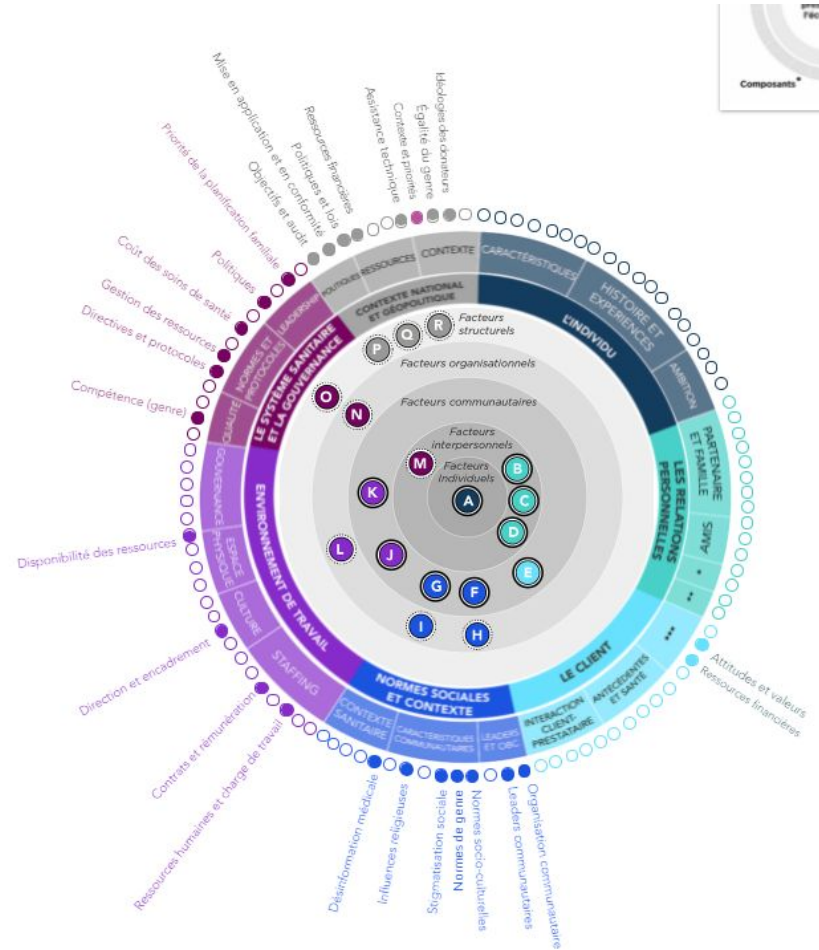 Composants*
Idéologies des donateurs
Égalité du genre
Contexte et priorités
Assistance technique
Ressources financières
Politiques et lois
Mise en application et en conformité
Objectifs et audit
Priorité de la planification familiale
Politiques
Coût des soins de santé
Gestion des ressources
Directives et protocoles
Compétence (genre)
Disponibilité des ressources
Direction et encadrement
Contrats et rémunération
Ressources humaines et charge de travail
Désinformation médicale
Influences religieuses
Stigmatisation sociale
Normes de genre
Normes socio-culturelles
Leaders communautaires
Organisation communautaire
Attitudes et valeurs
Ressources financières
POLITIQUES
RESSOURCES
CONTEXTE
CARACTÉRISTIQUES
HISTOIRE ET
EXPERIENCES
AMBITION
PARTENAIRE
ET FAMILLE
AMIS
*
**
***
ANTÉCÉDENTES
ET SANTÉ
INTERACTION
CLIENT-
PRESTATAIRE
LEADERS
ET OBC
CARACTÉRISTIQUES
COMMUNAUTAIRES
CONTEXTE
SANITAIRE
STAFFING
CULTURE
ESPACE
PHYSIQUE
GOUVERNANCE
QUALITÉ
NORMES ET
PROTOCOLES
LEADERSHIP
CONTEXTE NATIONAL
ET GÉOPOLITIQUE
L'INDIVIDU
LES RELATIONS
PERSONNELLES
LE CLIENT
NORMES SOCIALES
ET CONTEXTE
ENVIRONNEMENT DE TRAVAIL
LE SYSTÈME SANITAIRE
ET LA GOUVERNANCE
Facteurs
structurels
Facteurs organisationnels
Facteurs communautaires
Facteurs
interpersonnels
Facteurs
Individuels
R
Q
P
O
N
M
B
K
A
C
D
L
J
E
G
F
I
H